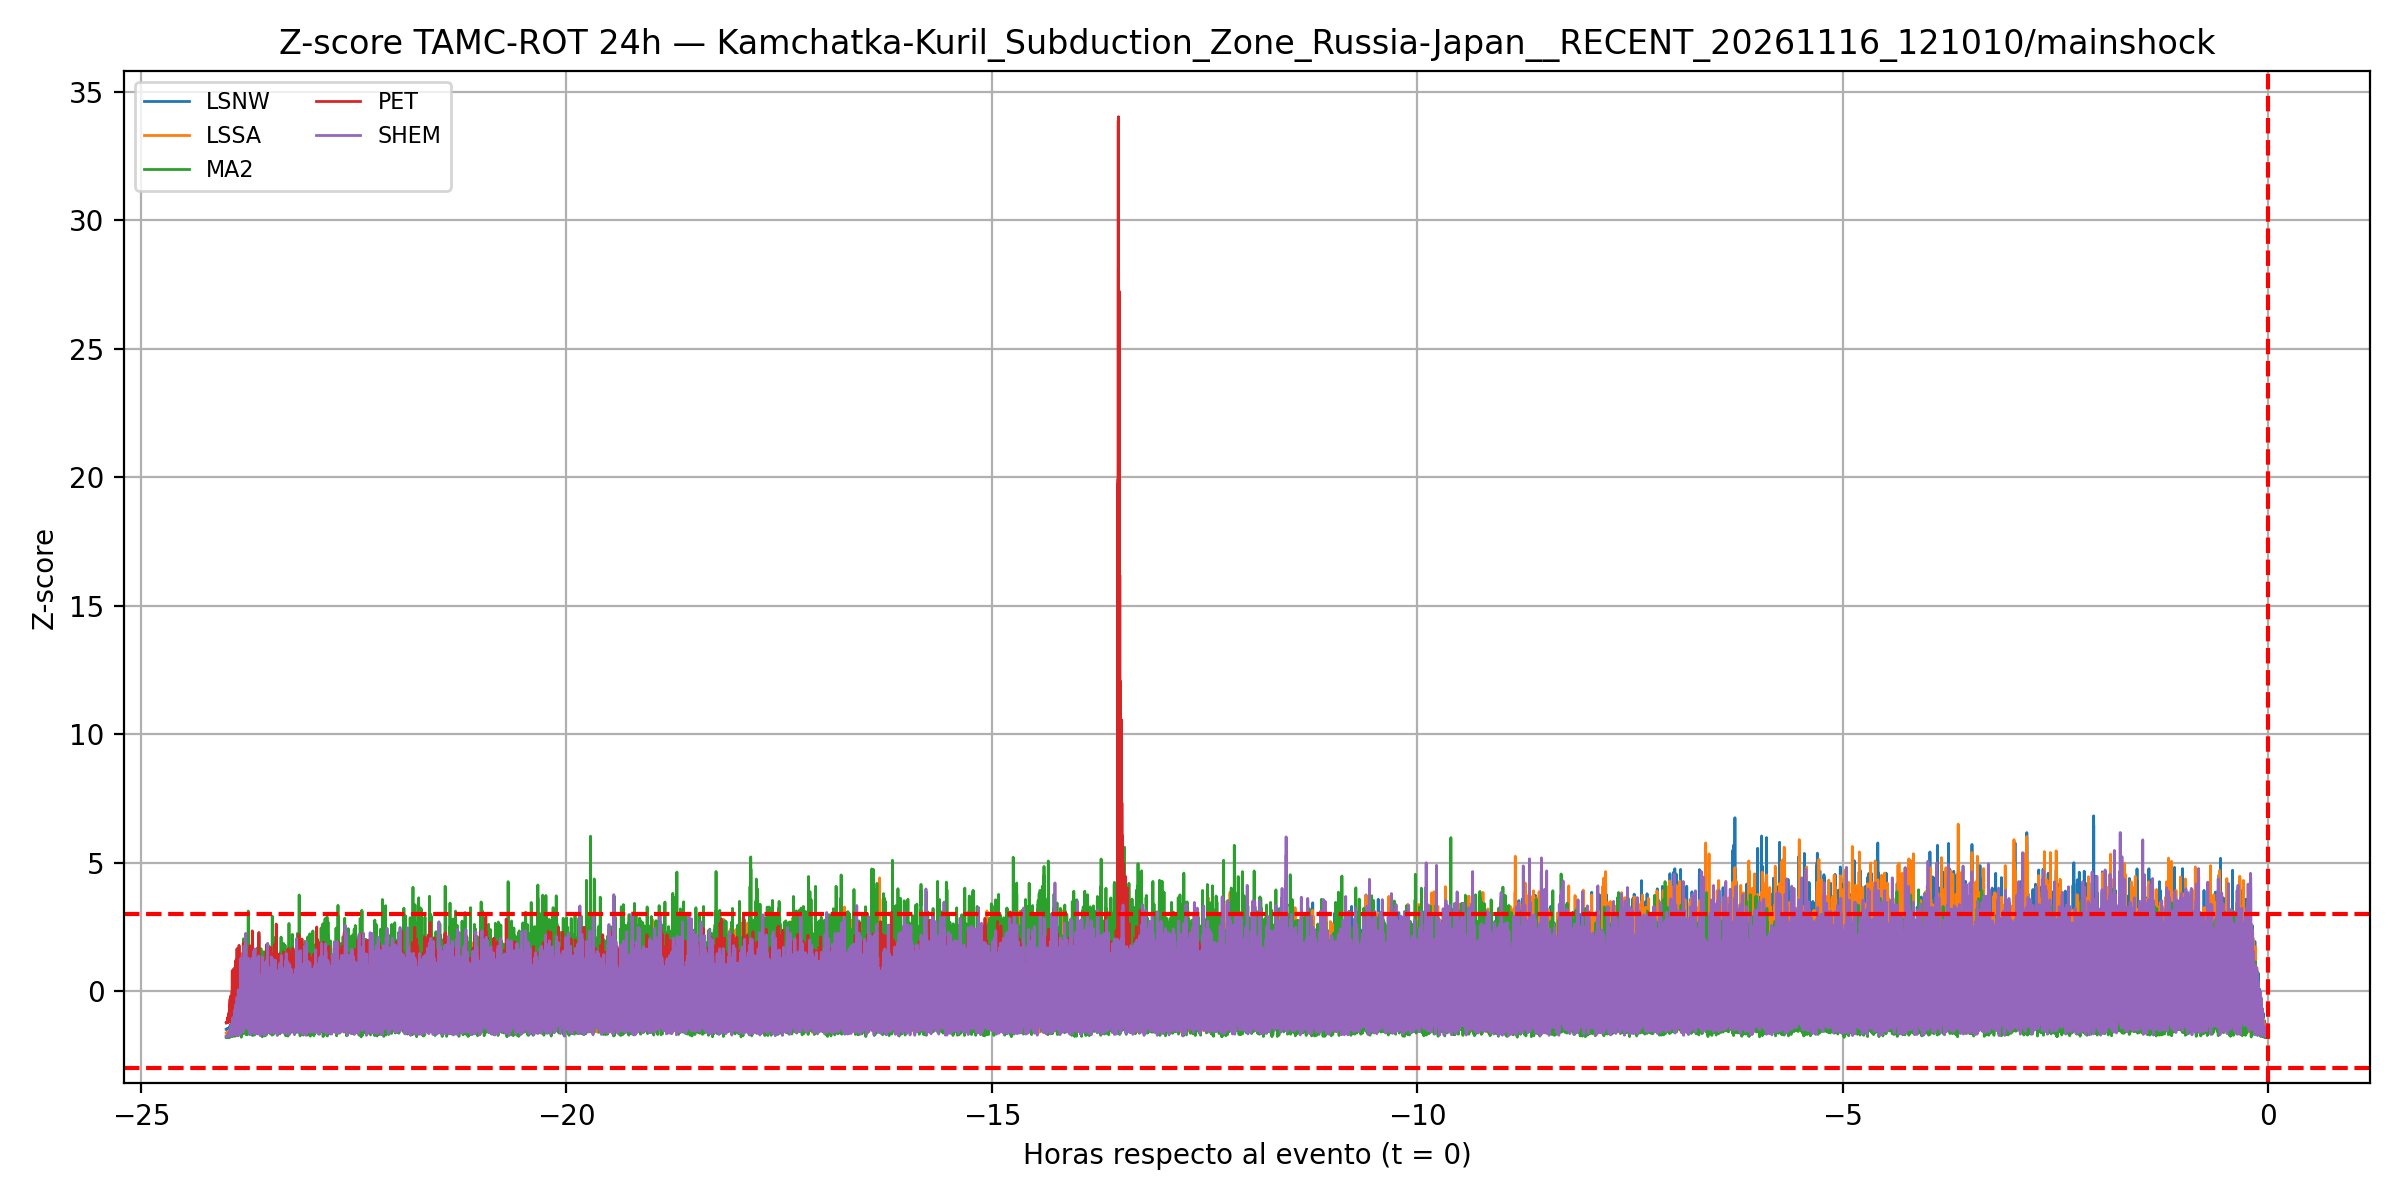 Z-score TAMC-ROT 24h — Kamchatka-Kuril_Subduction_Zone_Russia-Japan__RECENT_20261116_121010/mainshock
LSNW
LSSA
MA2
PET
SHEM
35
30
25
20
15
10
5
0
Z-score
−25
−20
−15
−10
−5
0
Horas respecto al evento (t = 0)